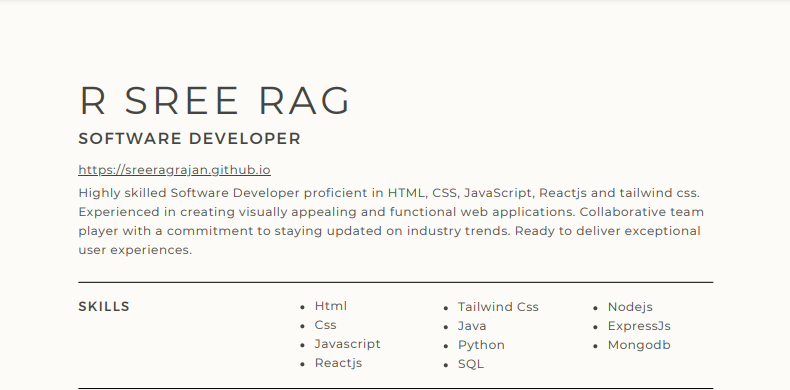 R SREE RAG
SOFTWARE DEVELOPER
https://sreeragrajan.github.io
Highly skilled Software Developer proficient in HTML, CSS, JavaScript, Reactjs and tailwind css.
Experienced in creating visually appealing and functional web applications. Collaborative team
player with a commitment to staying updated on industry trends. Ready to deliver exceptional
user experiences.
SKILLS
• Html
• Css
• Javascript
• Reactjs
• Tailwind Css
• Java
• Python
• SQL
• Nodejs
• ExpressJs
• Mongodb